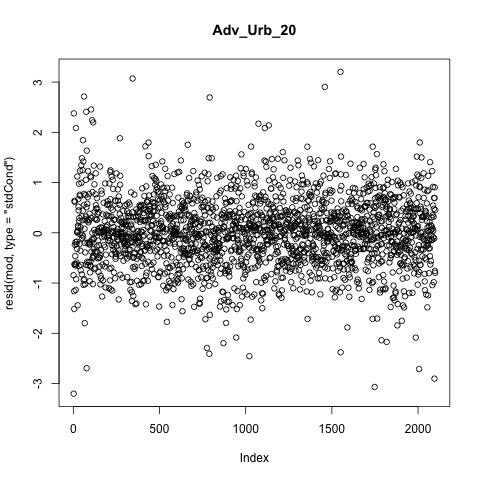 Adv_Urb_20
resid(mod, type = "stdCond")
3
2
1
0
-1
-2
-3
0 500 1000 1500 2000
Index